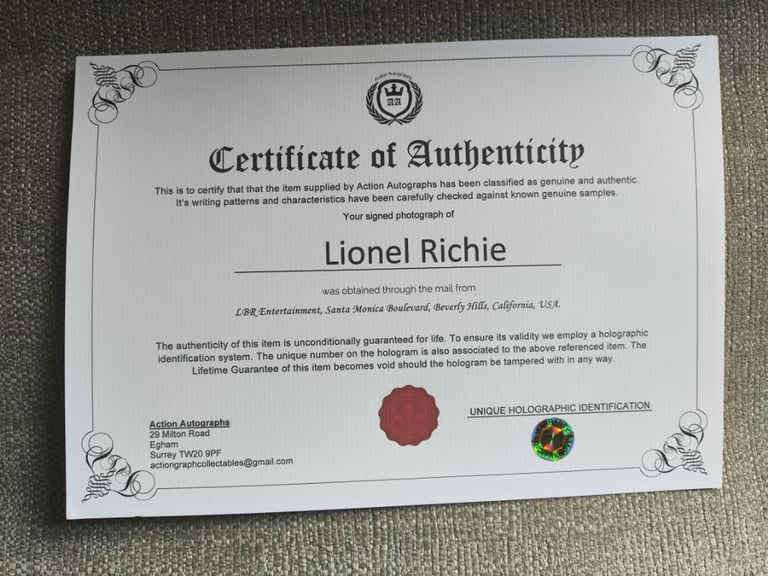 Action Autographs
AA
Certificate of Authenticity
This is to certify that that the item supplied by Action Autographs has been classified as genuine and authentic.
It's writing patterns and characteristics have been carefully checked against known genuine samples.
Your signed photograph of
Lionel Richie
was obtained through the mail from
LBR Entertainment, Santa Monica Boulevard, Beverly Hills, California, USA.
The authenticity of this item is unconditionally guaranteed for life. To ensure its validity we employ a holographic
identification system. The unique number on the hologram is also associated to the above referenced item. The
Lifetime Guarantee of this item becomes void should the hologram be tampered with in any way.
Action Autographs
29 Milton Road
Egham
Surrey TW20 9PF
actiongraphcollectables@gmail.com
UNIQUE HOLOGRAPHIC IDENTIFICATION